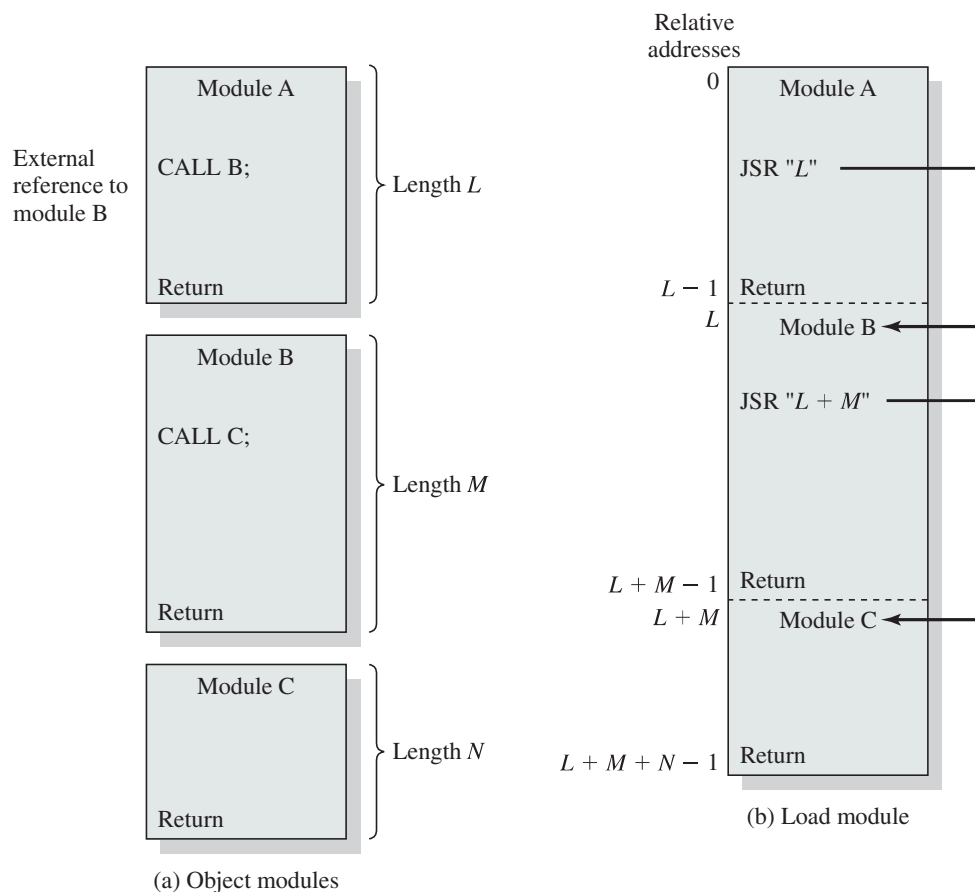 Module A
CALL B;
Return
External
reference to
module B
Length L
Module B
CALL C;
Return
Length M
Module C
Return
Length N
(a) Object modules
Relative
addresses
0
Module A
JSR "L"
L − 1
Return
L
Module B
JSR "L + M"
L + M − 1
Return
L + M
Module C
L + M + N − 1
Return
(b) Load module